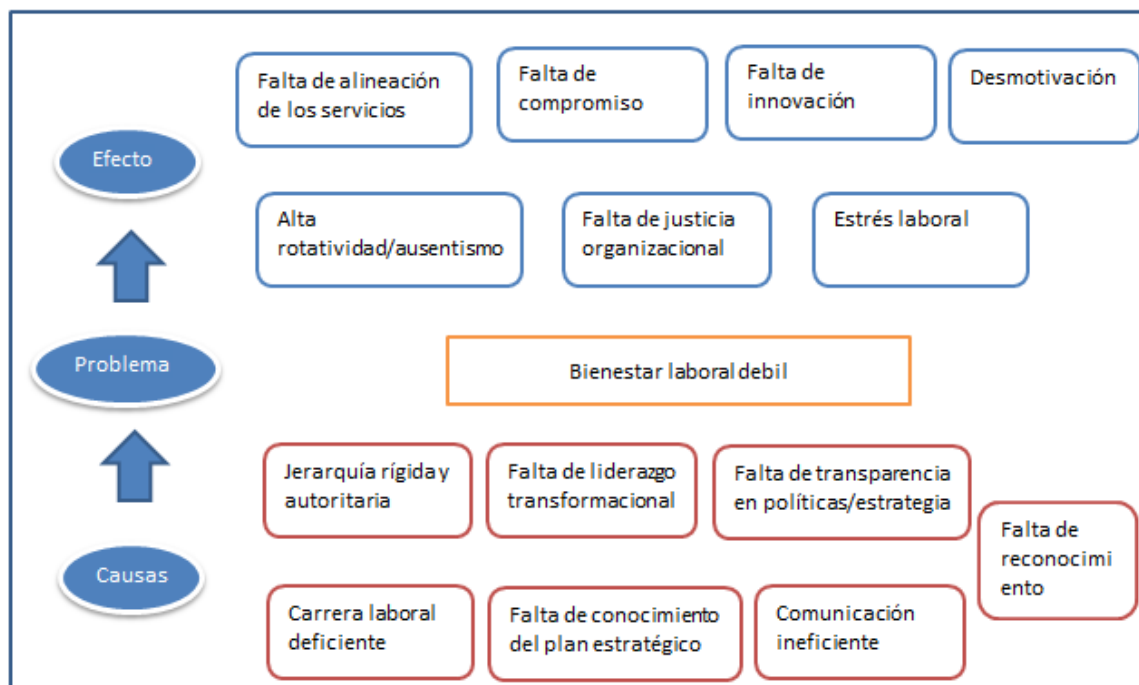 Falta de alineación
de los servicios
Falta de
compromiso
Falta de
innovación
Desmotivación
Efecto
Alta
rotatividad/ausentismo
Falta de justicia
organizacional
Estrés laboral
Problema
Bienestar laboral debil
Jerarquía rígida y
autoritaria
Falta de liderazgo
transformacional
Falta de transparencia
en políticas/estrategia
Falta de
reconocimi
ento
Causas
Carrera laboral
deficiente
Falta de conocimiento
del plan estratégico
Comunicación
ineficiente